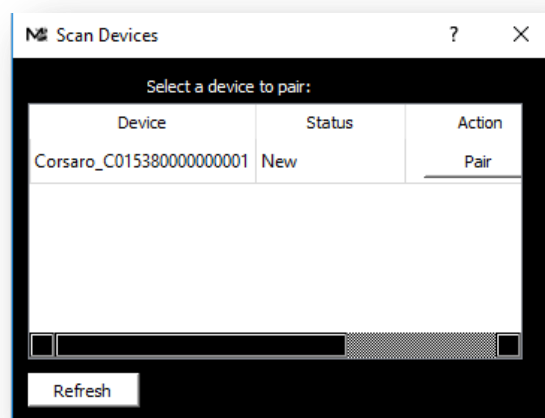 Scan Devices ?
Select a device to pair:
Device Status Action
Corsaro_C015380000000001 New Pair
Refresh